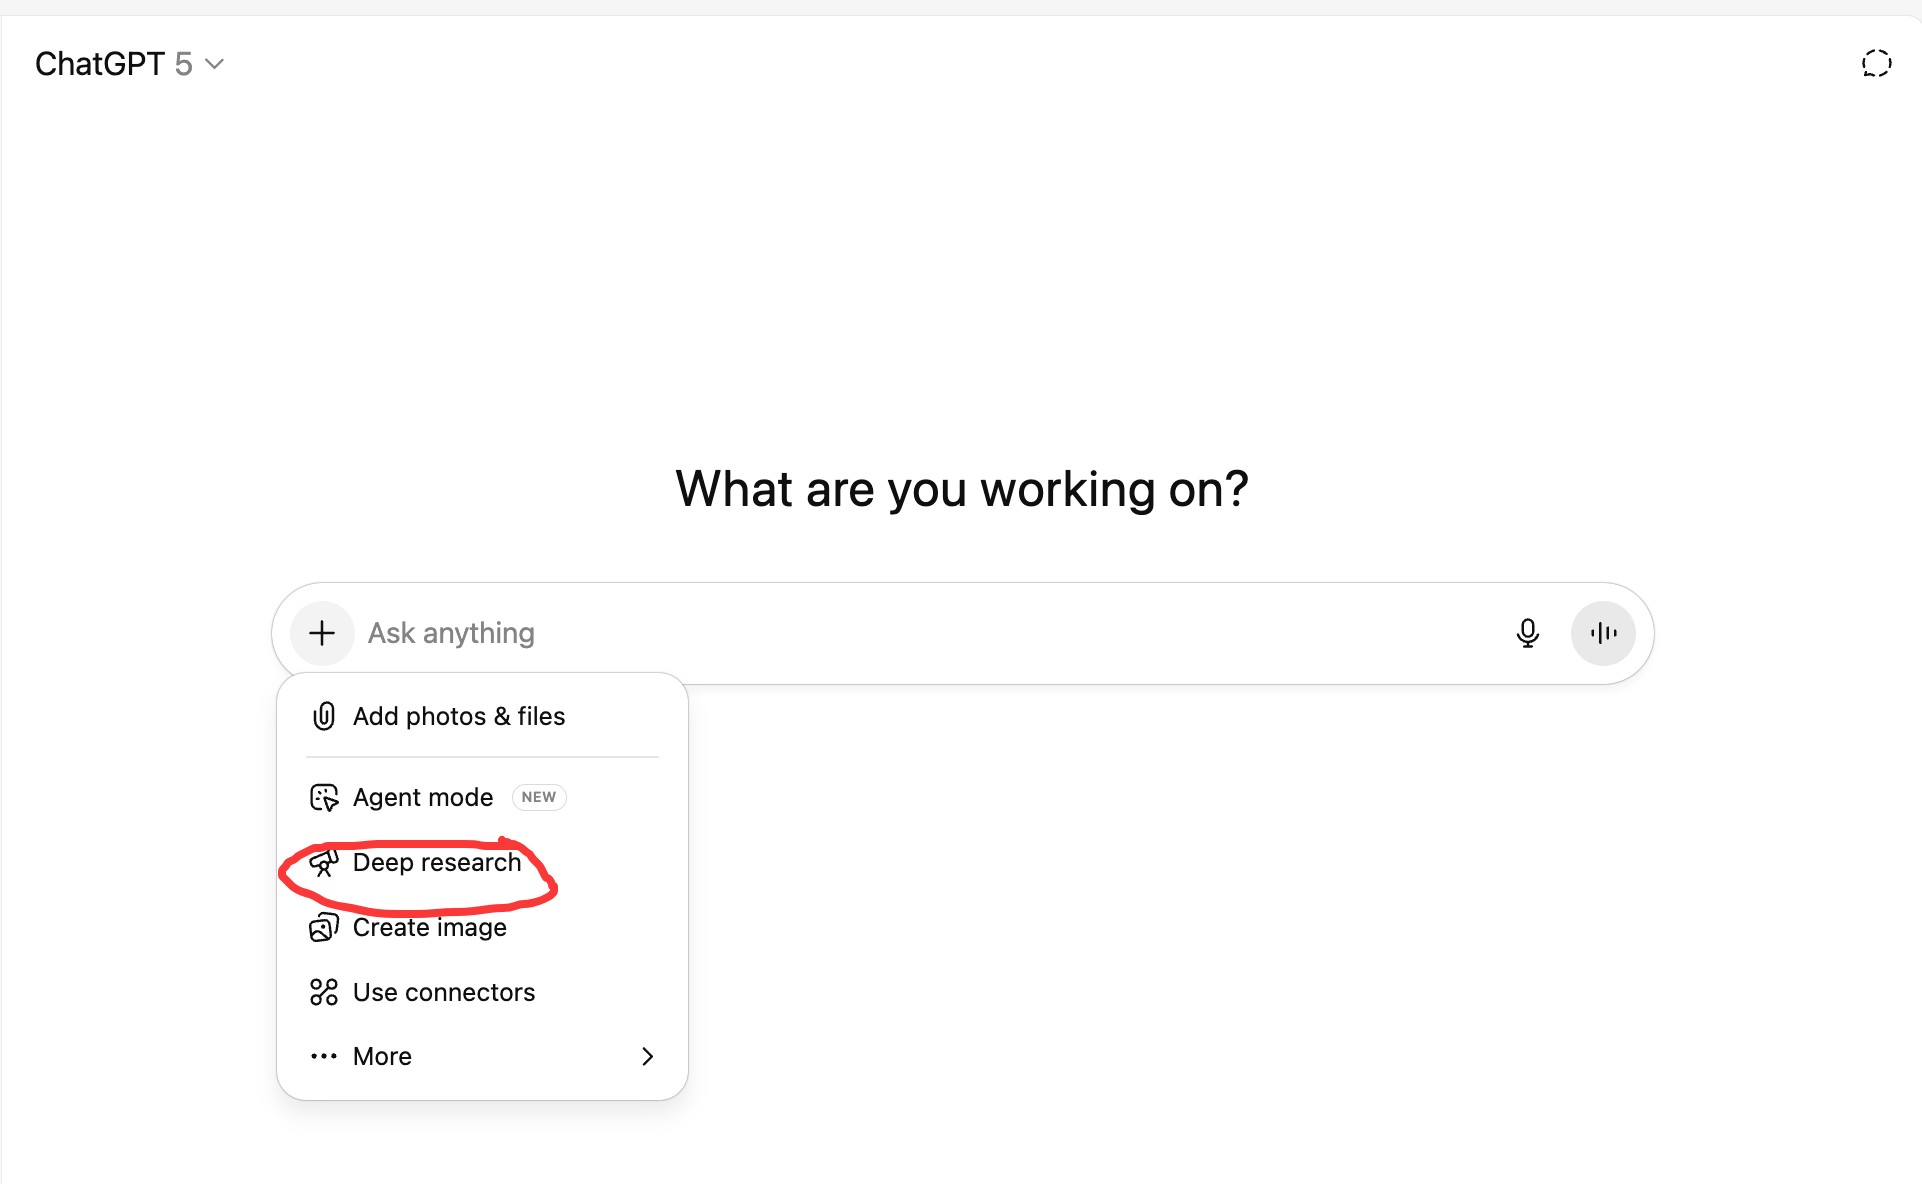 ChatGPT 5
What are you working on?
Ask anything
Add photos & files
Agent mode NEW
Deep research
Create image
Use connectors
More